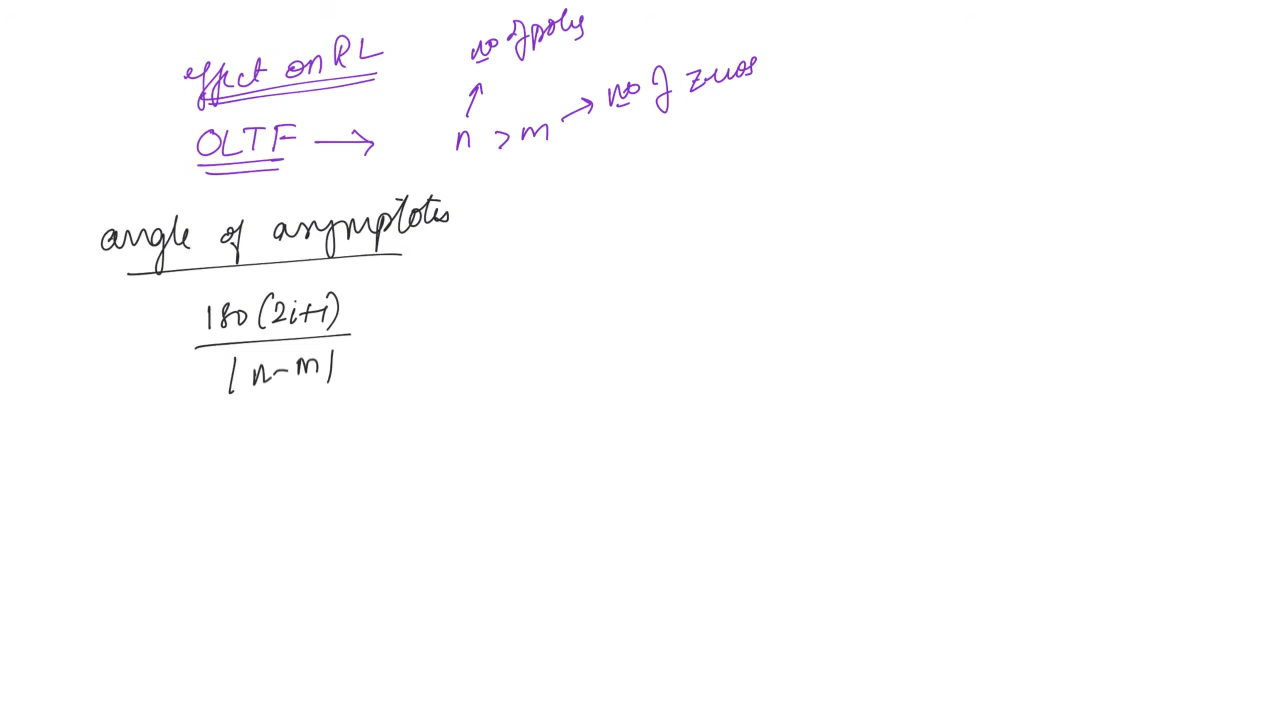 effect on RL
no of poles
OLTF → n > m → no of zeros
angle of asymptotes
180(2i+1)
|n-m|